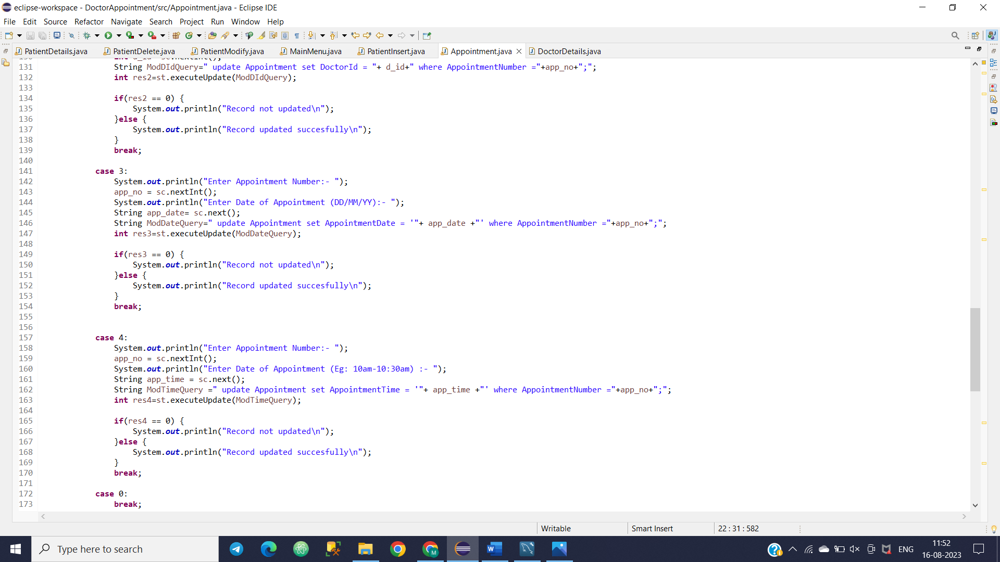 eclipse-workspace - DoctorAppointment/src/Appointment.java - Eclipse IDE
File Edit Source Refactor Navigate Search Project Run Window Help
PatientDetails.java PatientDelete.java PatientModify.java MainMenu.java PatientInsert.java Appointment.java DoctorDetails.java
130 int d_id = sc.nextInt();
131 String ModDIdQuery=" update Appointment set DoctorId = "+ d_id+" where AppointmentNumber ="+app_no+";";
132 int res2=st.executeUpdate(ModDIdQuery);
133
134 if(res2 == 0) {
135 System.out.println("Record not updated\n");
136 }else {
137 System.out.println("Record updated succesfully\n");
138 }
139 break;
140
141 case 3:
142 System.out.println("Enter Appointment Number:- ");
143 app_no = sc.nextInt();
144 System.out.println("Enter Date of Appointment (DD/MM/YY):- ");
145 String app_date= sc.next();
146 String ModDateQuery=" update Appointment set AppointmentDate = '"+ app_date +"' where AppointmentNumber ="+app_no+";";
147 int res3=st.executeUpdate(ModDateQuery);
148
149 if(res3 == 0) {
150 System.out.println("Record not updated\n");
151 }else {
152 System.out.println("Record updated succesfully\n");
153 }
154 break;
155
156
157 case 4:
158 System.out.println("Enter Appointment Number:- ");
159 app_no = sc.nextInt();
160 System.out.println("Enter Date of Appointment (Eg: 10am-10:30am) :- ");
161 String app_time = sc.next();
162 String ModTimeQuery =" update Appointment set AppointmentTime = '"+ app_time +"' where AppointmentNumber ="+app_no+";";
163 int res4=st.executeUpdate(ModTimeQuery);
164
165 if(res4 == 0) {
166 System.out.println("Record not updated\n");
167 }else {
168 System.out.println("Record updated succesfully\n");
169 }
170 break;
171
172 case 0:
173 break;
Writable Smart Insert 22 : 31 : 582
Type here to search
ENG
11:52
16-08-2023